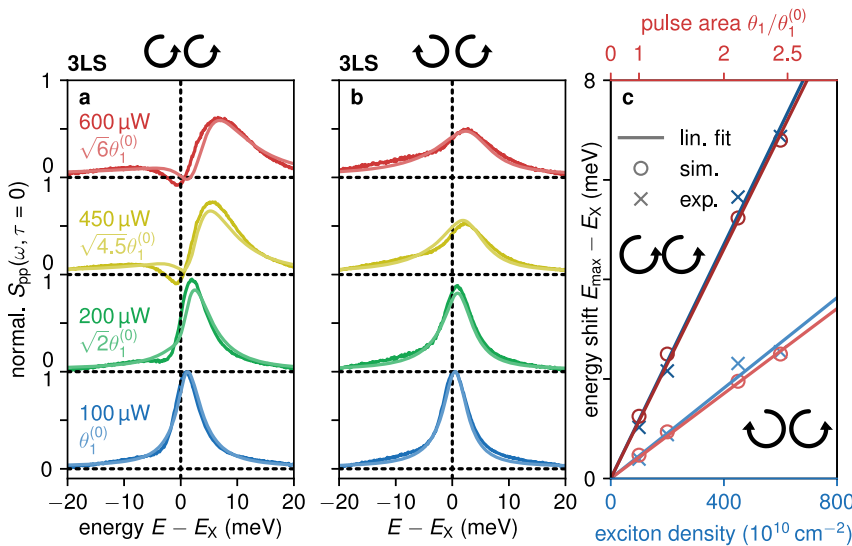 3LS
a
600 µW
√6θ₁⁽⁰⁾
450 µW
√4.5θ₁⁽⁰⁾
200 µW
√2θ₁⁽⁰⁾
100 µW
θ₁⁽⁰⁾
normal. Spp(ω, τ = 0)
1
0
1
0
1
0
1
0
−20 −10 0 10 20
energy E − EX (meV)
3LS
b
−20 −10 0 10 20
E − EX (meV)
pulse area θ₁/θ₁⁽⁰⁾
0 1 2 2.5
c
lin. fit
sim.
exp.
energy shift Emax − EX (meV)
8
0
0 400 800
exciton density (10¹⁰ cm⁻²)